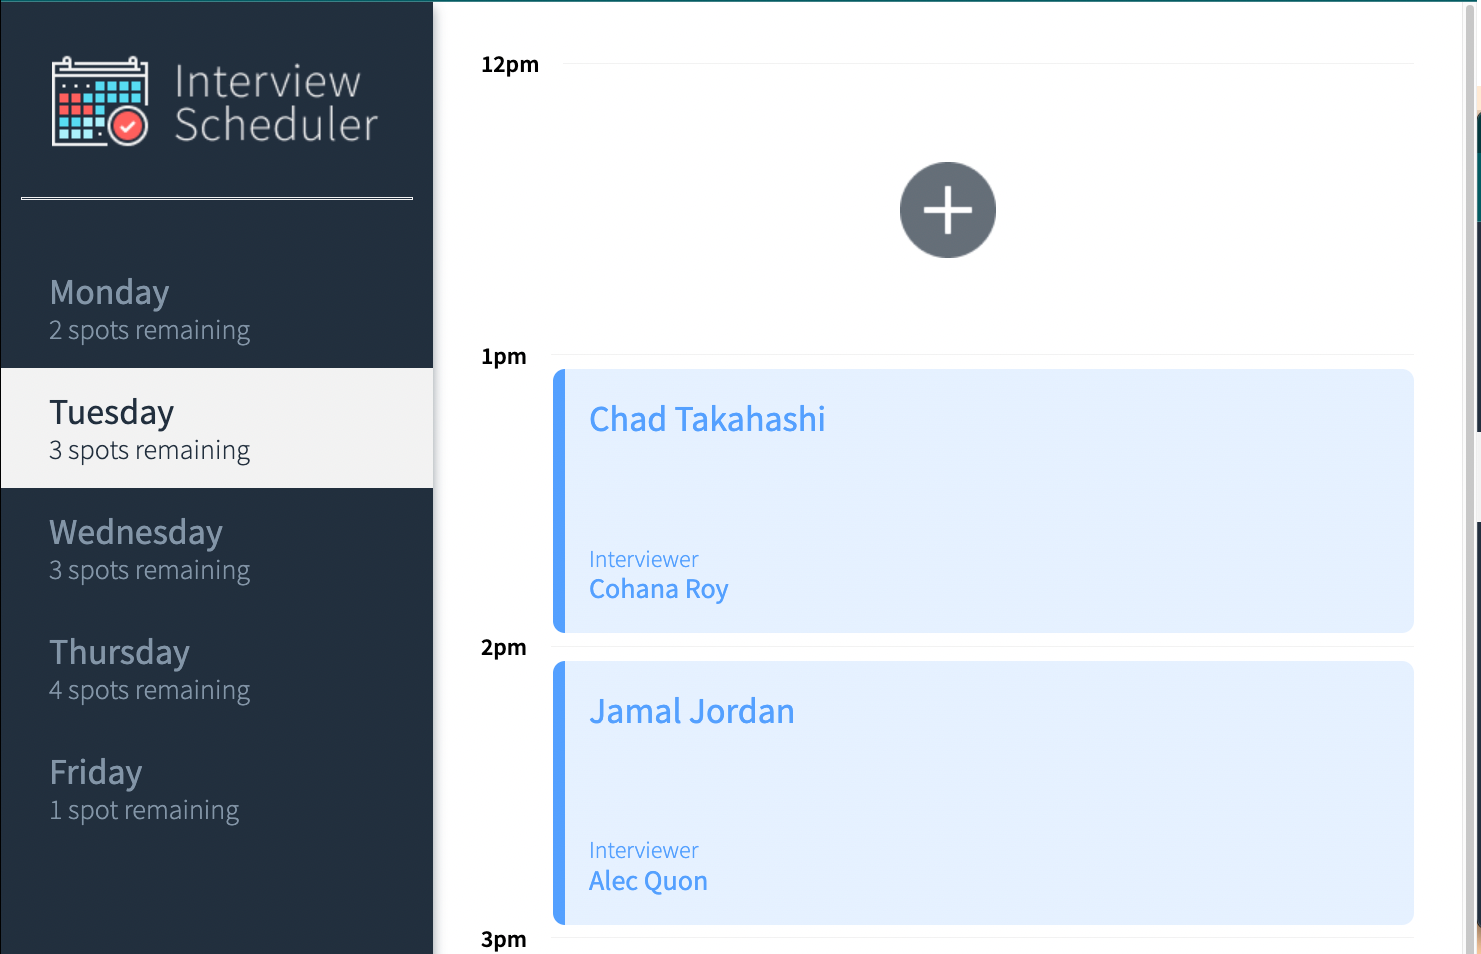 Interview
Scheduler
Monday
2 spots remaining
Tuesday
3 spots remaining
Wednesday
3 spots remaining
Thursday
4 spots remaining
Friday
1 spot remaining
12pm
1pm
Chad Takahashi
Interviewer
Cohana Roy
2pm
Jamal Jordan
Interviewer
Alec Quon
3pm